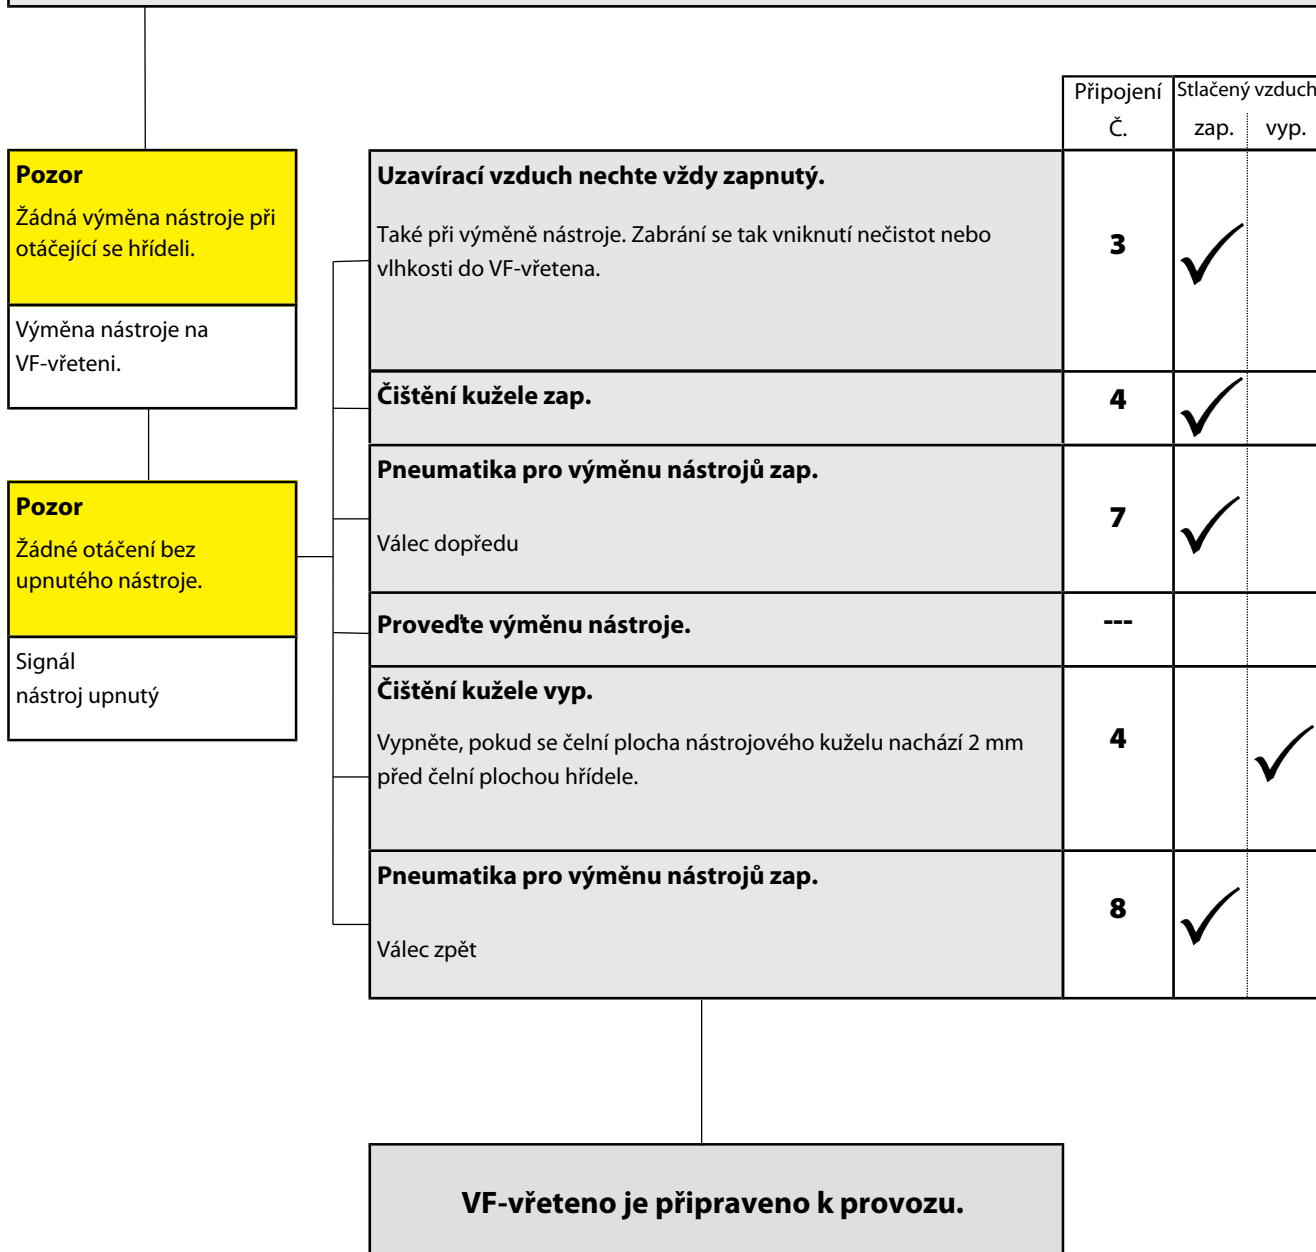 Připojení
Č.
Stlačený vzduch
zap.
vyp.
Pozor
Žádná výměna nástroje při
otáčející se hřídeli.
Výměna nástroje na
VF-vřeteni.
Pozor
Žádné otáčení bez
upnutého nástroje.
Signál
nástroj upnutý
Uzavírací vzduch nechte vždy zapnutý.
Také při výměně nástroje. Zabrání se tak vniknutí nečistot nebo
vlhkosti do VF-vřetena.
3
Čištění kužele zap.
4
Pneumatika pro výměnu nástrojů zap.
Válec dopředu
7
Proveďte výměnu nástroje.
---
Čištění kužele vyp.
Vypněte, pokud se čelní plocha nástrojového kuželu nachází 2 mm
před čelní plochou hřídele.
4
Pneumatika pro výměnu nástrojů zap.
Válec zpět
8
VF-vřeteno je připraveno k provozu.